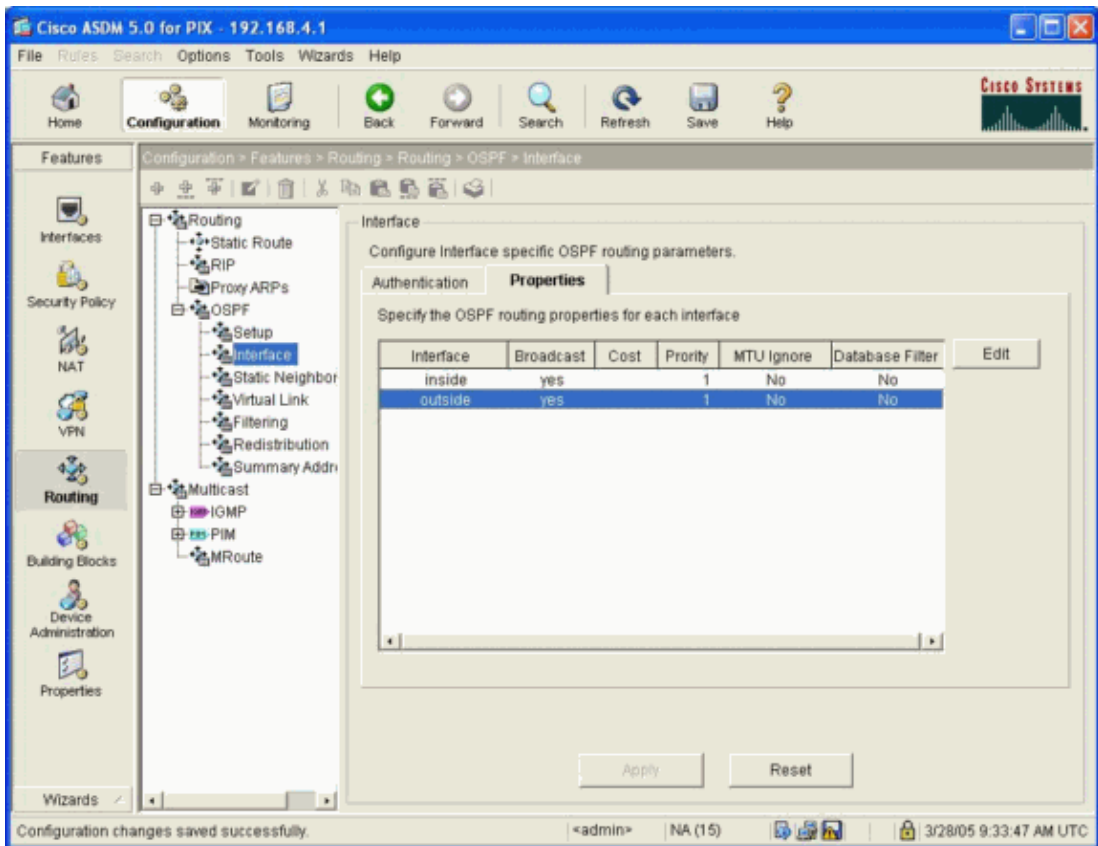 Cisco ASDM 5.0 for PIX - 192.168.4.1
File Rules Search Options Tools Wizards Help
Home Configuration Monitoring Back Forward Search Refresh Save Help
CISCO SYSTEMS
Features
Configuration > Features > Routing > Routing > OSPF > Interface
Interfaces
Security Policy
NAT
VPN
Routing
Building Blocks
Device Administration
Properties
Wizards
Routing
Static Route
RIP
Proxy ARPs
OSPF
Setup
Interface
Static Neighbor
Virtual Link
Filtering
Redistribution
Summary Addr
Multicast
IGMP
PIM
MRoute
Interface
Configure Interface specific OSPF routing parameters.
Authentication Properties
Specify the OSPF routing properties for each interface
Interface Broadcast Cost Prority MTU Ignore Database Filter
inside yes 1 No No
outside yes 1 No No
Edit
Apply Reset
Configuration changes saved successfully. <admin> NA (15) 3/28/05 9:33:47 AM UTC